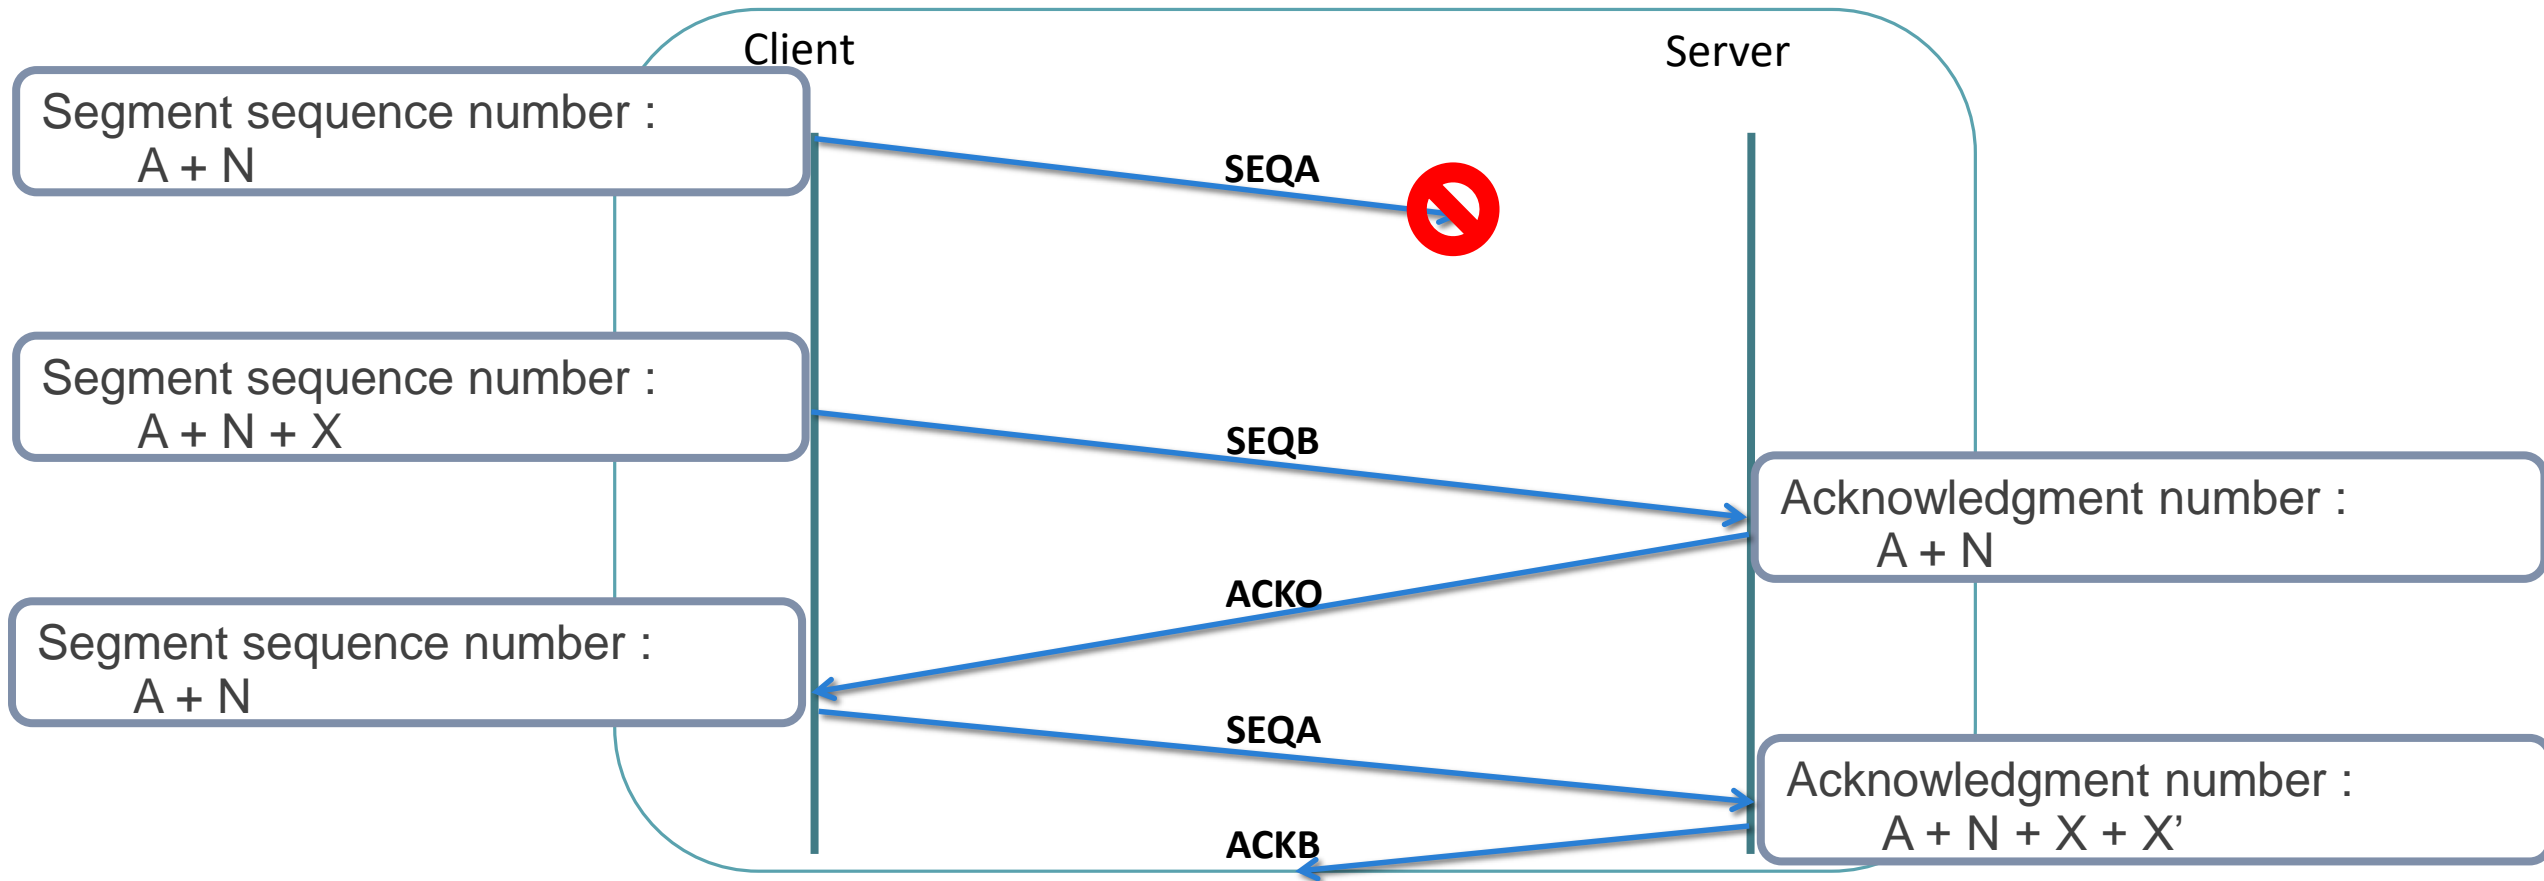 Client
Server
Segment sequence number :
A + N
SEQA
Segment sequence number :
A + N + X
SEQB
Acknowledgment number :
A + N
ACKO
Segment sequence number :
A + N
SEQA
Acknowledgment number :
A + N + X + X’
ACKB